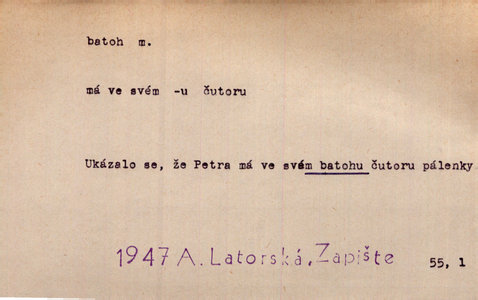 batoh m.
má ve svém -u čutoru
Ukázalo se, že Petra má ve svém batohu čutoru pálenky
1947 A. Latorská, Zapište 55, 1